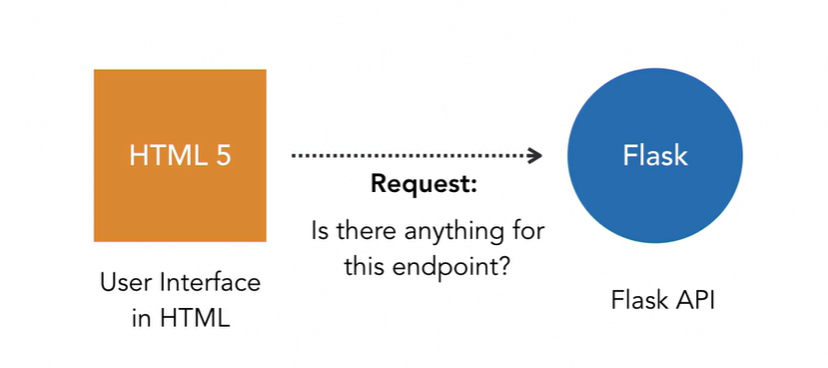 HTML 5
Flask
Request:
Is there anything for
this endpoint?
User Interface
in HTML
Flask API